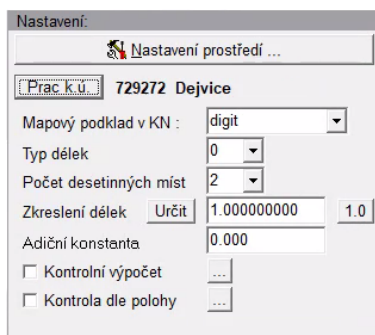 Nastavení:
Nastavení prostředí ...
Prac k.ú. 729272 Dejvice
Mapový podklad v KN : digit
Typ délek 0
Počet desetinných míst 2
Zkreslení délek Určit 1.000000000 1.0
Adiční konstanta 0.000
Kontrolní výpočet ...
Kontrola dle polohy ...